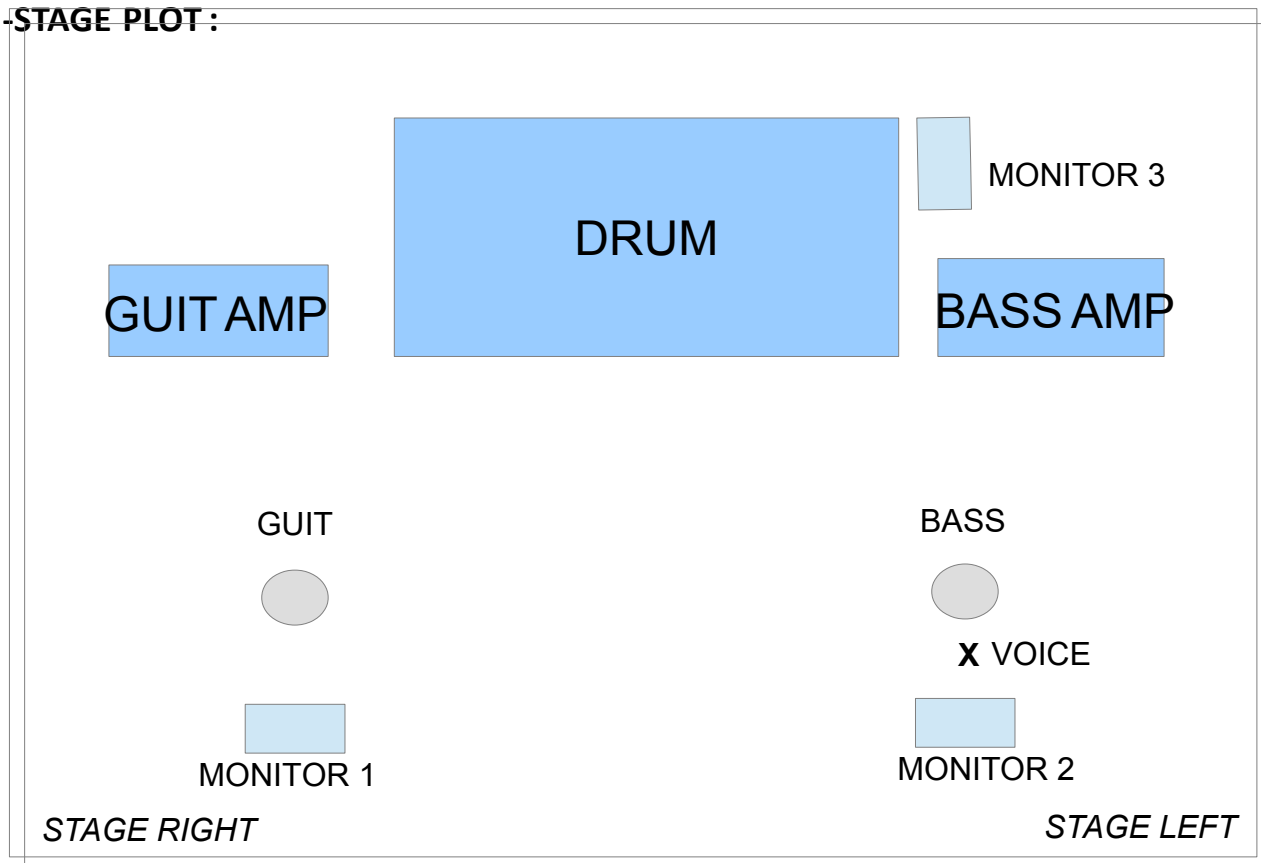 -STAGE PLOT :
MONITOR 3
DRUM
GUIT AMP
BASS AMP
GUIT
BASS
X VOICE
MONITOR 1
MONITOR 2
STAGE RIGHT
STAGE LEFT